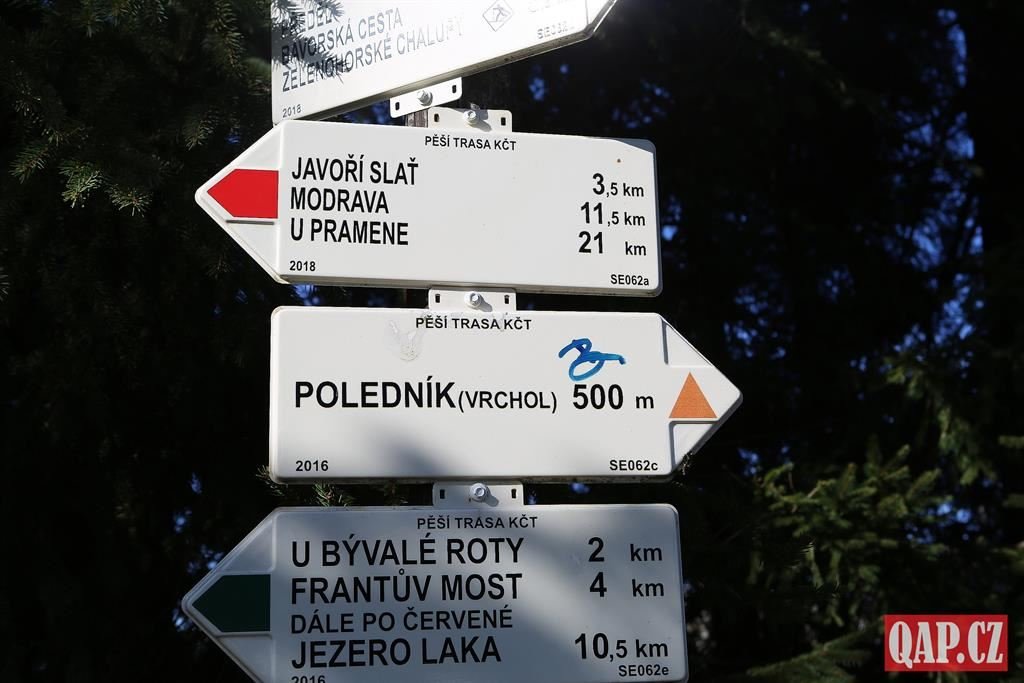 BAVORSKÁ CESTA
ZELENOHORSKÉ CHALUPY
2018
PĚŠÍ TRASA KČT
JAVOŘÍ SLAŤ 3,5 km
MODRAVA 11,5 km
U PRAMENE 21 km
2018 SE062a
PĚŠÍ TRASA KČT
POLEDNÍK (VRCHOL) 500 m
2016 SE062c
PĚŠÍ TRASA KČT
U BÝVALÉ ROTY 2 km
FRANTŮV MOST 4 km
DÁLE PO ČERVENÉ
JEZERO LAKA 10,5 km
2016 SE062e
QAP.CZ